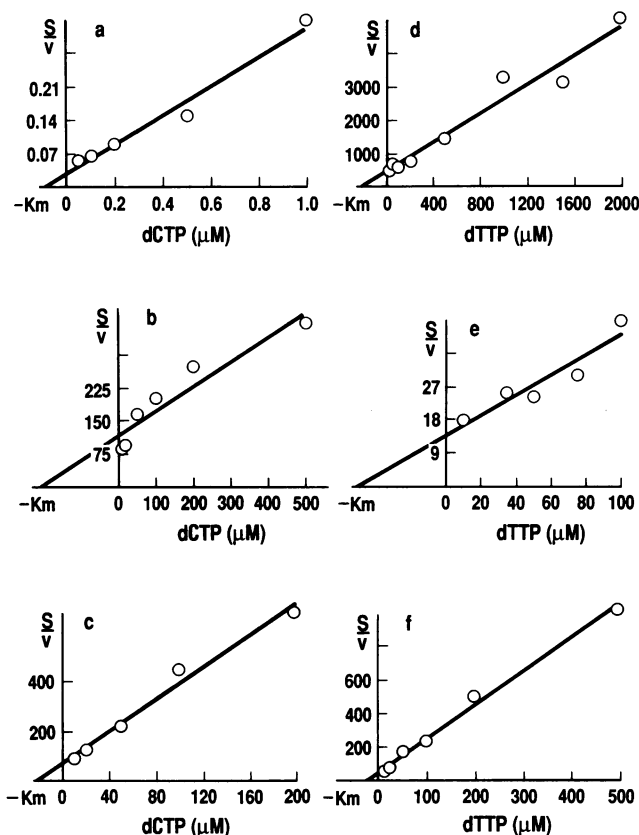 S/v a
0.21
0.14
0.07
−Km 0 0.2 0.4 0.6 0.8 1.0
dCTP (μM)
S/v d
3000
2000
1000
−Km 0 400 800 1200 1600 2000
dTTP (μM)
S/v b
225
150
75
−Km 0 100 200 300 400 500
dCTP (μM)
S/v e
27
18
9
−Km 0 20 40 60 80 100
dTTP (μM)
S/v c
400
200
−Km 0 40 80 120 160 200
dCTP (μM)
S/v f
600
400
200
−Km 0 100 200 300 400 500
dTTP (μM)